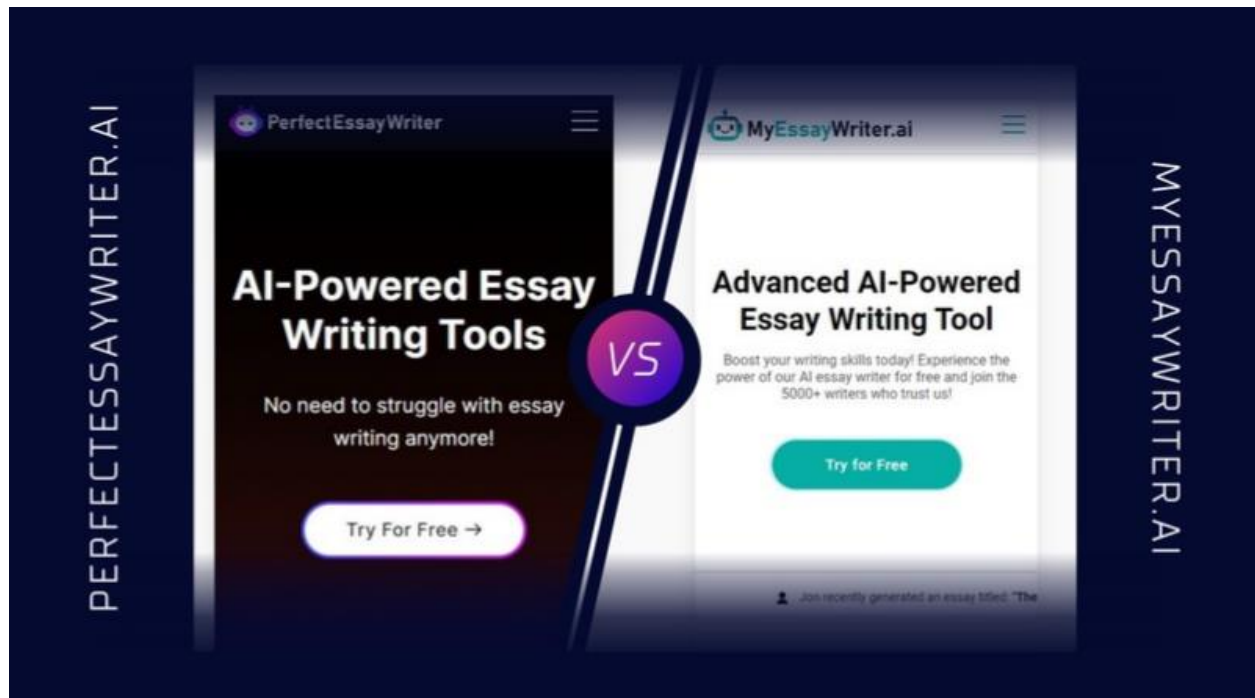 PERFECTESSAYWRITER.AI
PerfectEssayWriter
AI-Powered Essay
Writing Tools
No need to struggle with essay
writing anymore!
Try For Free →
VS
MyEssayWriter.ai
Advanced AI-Powered
Essay Writing Tool
Boost your writing skills today! Experience the
power of our AI essay writer for free and join the
5000+ writers who trust us!
Try for Free
Jon recently generated an essay titled: "The
MYESSAYWRITER.AI